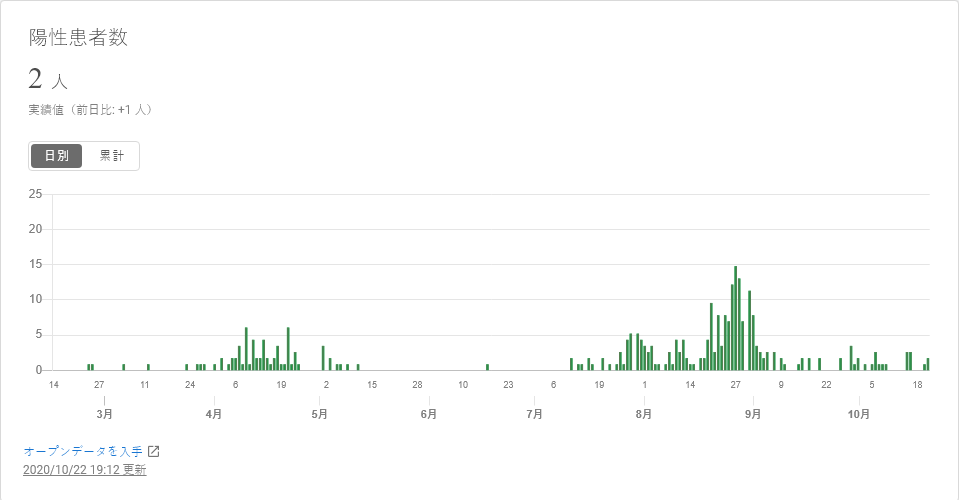 陽性患者数
2 人
実績値（前日比: +1 人）
日別 累計
25
20
15
10
5
0
14 27 11 24 6 19 2 15 28 10 23 6 19 1 14 27 9 22 5 18
3月 4月 5月 6月 7月 8月 9月 10月
オープンデータを入手
2020/10/22 19:12 更新